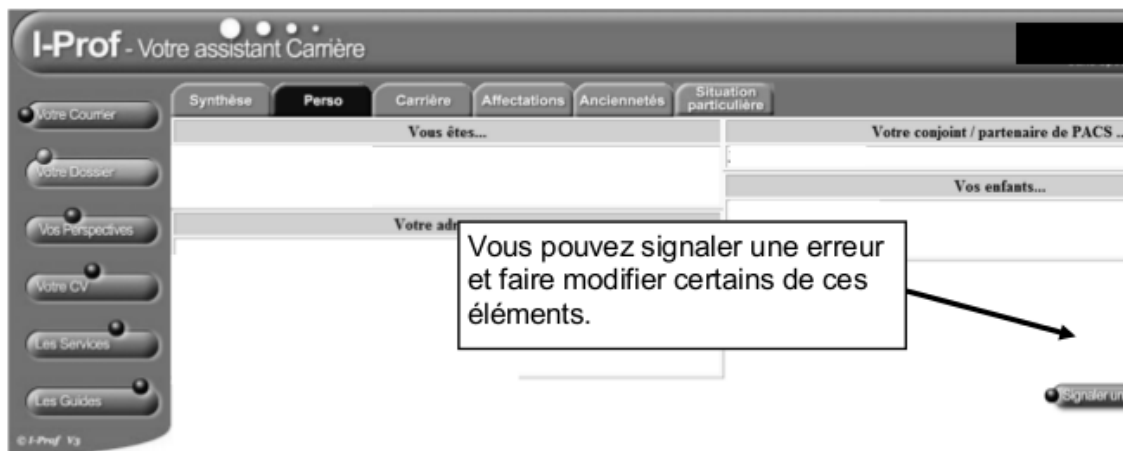 I-Prof - Votre assistant Carrière
Synthèse Perso Carrière Affectations Anciennetés Situation particulière
Votre Courrier
Votre Dossier
Vos Perspectives
Votre CV
Les Services
Les Guides
© I-Prof V3
Vous êtes...
Votre conjoint / partenaire de PACS ..
Vos enfants...
Votre adr
Vous pouvez signaler une erreur
et faire modifier certains de ces
éléments.
Signaler un